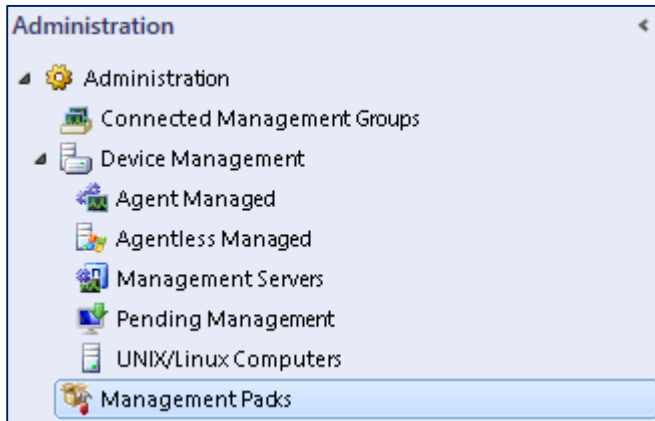 Administration
Administration
Connected Management Groups
Device Management
Agent Managed
Agentless Managed
Management Servers
Pending Management
UNIX/Linux Computers
Management Packs